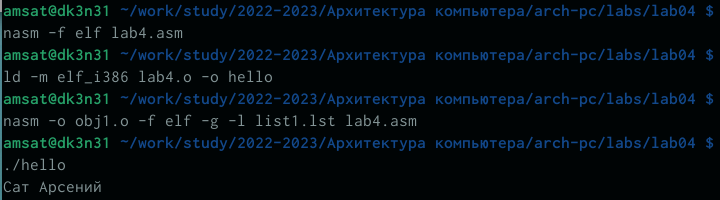 amsat@dk3n31 ~/work/study/2022-2023/Архитектура компьютера/arch-pc/labs/lab04 $
nasm -f elf lab4.asm
amsat@dk3n31 ~/work/study/2022-2023/Архитектура компьютера/arch-pc/labs/lab04 $
ld -m elf_i386 lab4.o -o hello
amsat@dk3n31 ~/work/study/2022-2023/Архитектура компьютера/arch-pc/labs/lab04 $
nasm -o obj1.o -f elf -g -l list1.lst lab4.asm
amsat@dk3n31 ~/work/study/2022-2023/Архитектура компьютера/arch-pc/labs/lab04 $
./hello
Сат Арсений